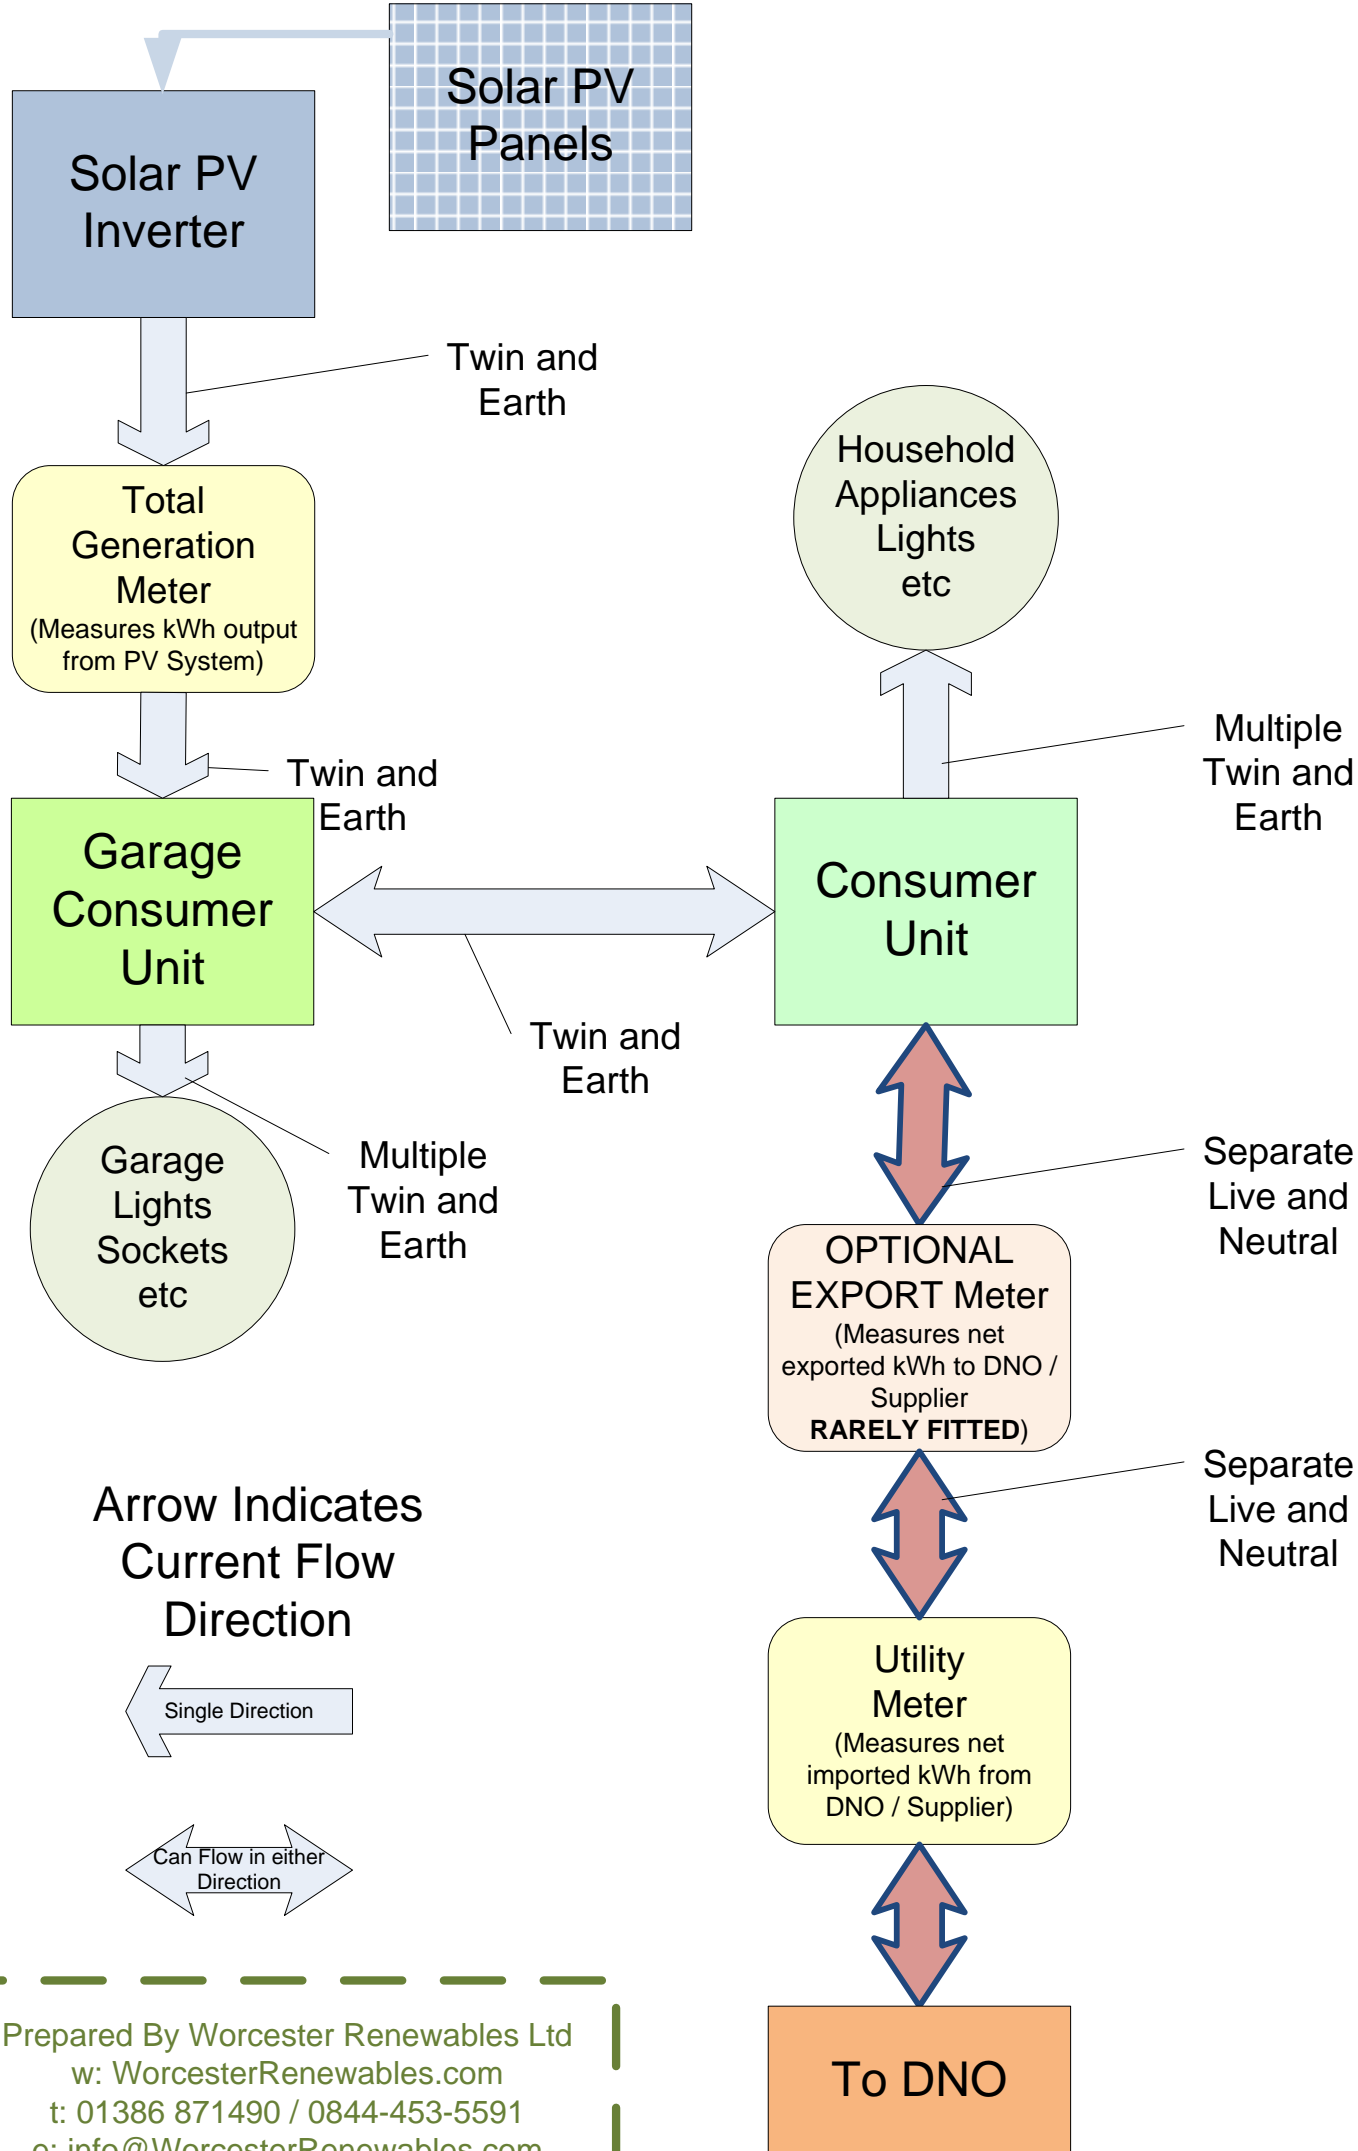 Solar PV
Panels
Solar PV
Inverter
Twin and
Earth
Total
Generation
Meter
(Measures kWh output
from PV System)
Household
Appliances
Lights
etc
Multiple
Twin and
Earth
Twin and
Earth
Garage
Consumer
Unit
Consumer
Unit
Twin and
Earth
Garage
Lights
Sockets
etc
Multiple
Twin and
Earth
Separate
Live and
Neutral
OPTIONAL
EXPORT Meter
(Measures net
exported kWh to DNO /
Supplier
RARELY FITTED)
Separate
Live and
Neutral
Arrow Indicates
Current Flow
Direction
Single Direction
Can Flow in either
Direction
Utility
Meter
(Measures net
imported kWh from
DNO / Supplier)
To DNO
Prepared By Worcester Renewables Ltd
w: WorcesterRenewables.com
t: 01386 871490 / 0844-453-5591
e: info@WorcesterRenewables.com